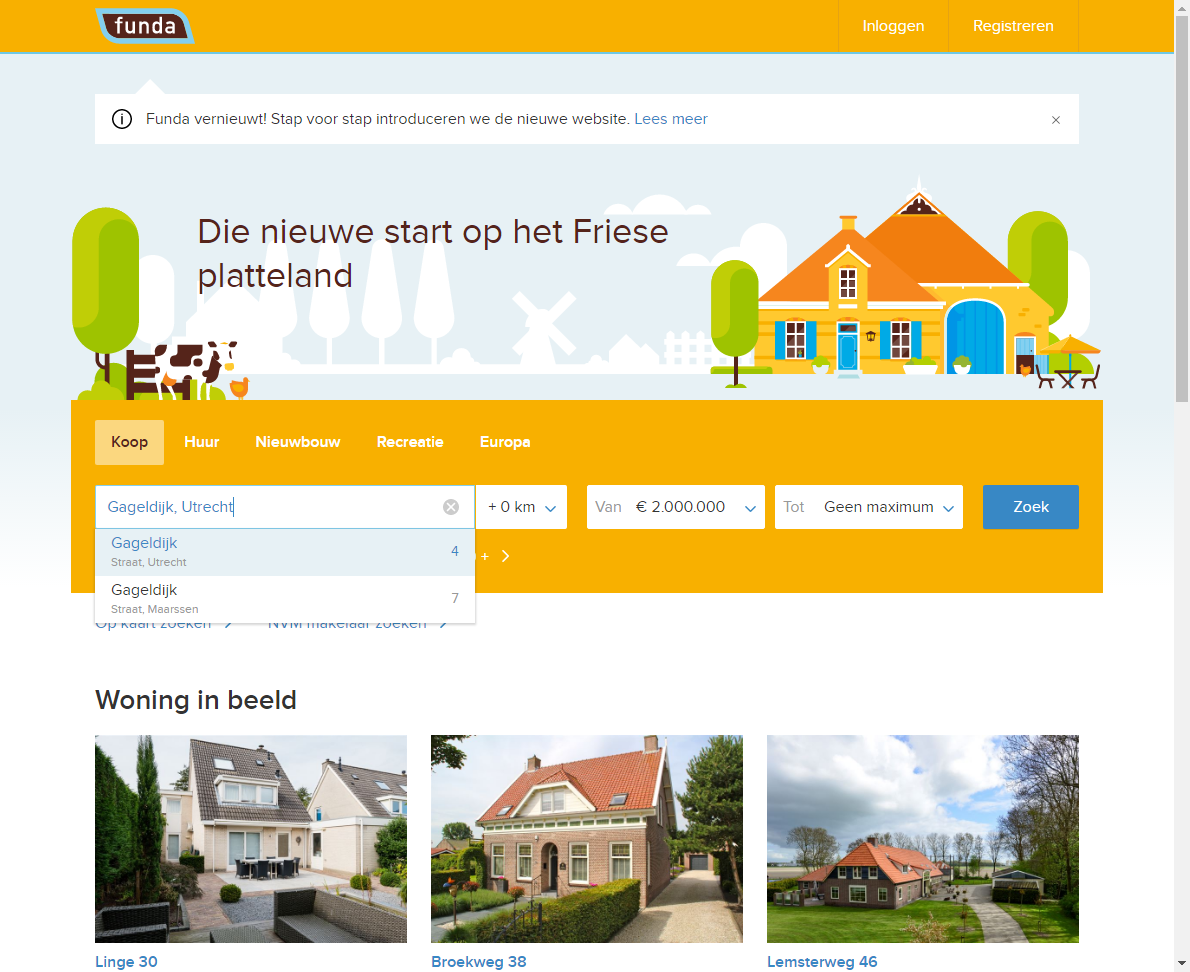 funda
Inloggen
Registreren
Funda vernieuwt! Stap voor stap introduceren we de nieuwe website. Lees meer
Die nieuwe start op het Friese
platteland
Koop
Huur
Nieuwbouw
Recreatie
Europa
Gageldijk, Utrecht
+ 0 km
Van € 2.000.000
Tot Geen maximum
Zoek
Gageldijk
Straat, Utrecht
4
+
Gageldijk
Straat, Maarssen
7
Op kaart zoeken
NVM makelaar zoeken
Woning in beeld
Linge 30
Broekweg 38
Lemsterweg 46